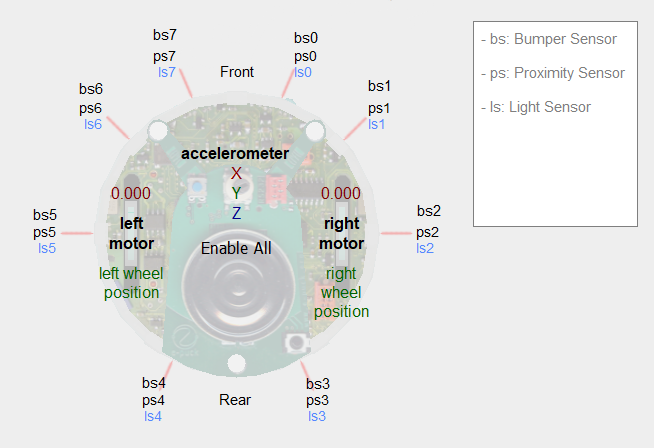 bs7
ps7
ls7
Front
bs0
ps0
ls0
- bs: Bumper Sensor
- ps: Proximity Sensor
- ls: Light Sensor
bs6
ps6
ls6
bs1
ps1
ls1
accelerometer
X
Y
Z
0.000
0.000
bs5
ps5
ls5
left
motor
Enable All
right
motor
bs2
ps2
ls2
left wheel
position
right
wheel
position
bs4
ps4
ls4
Rear
bs3
ps3
ls3